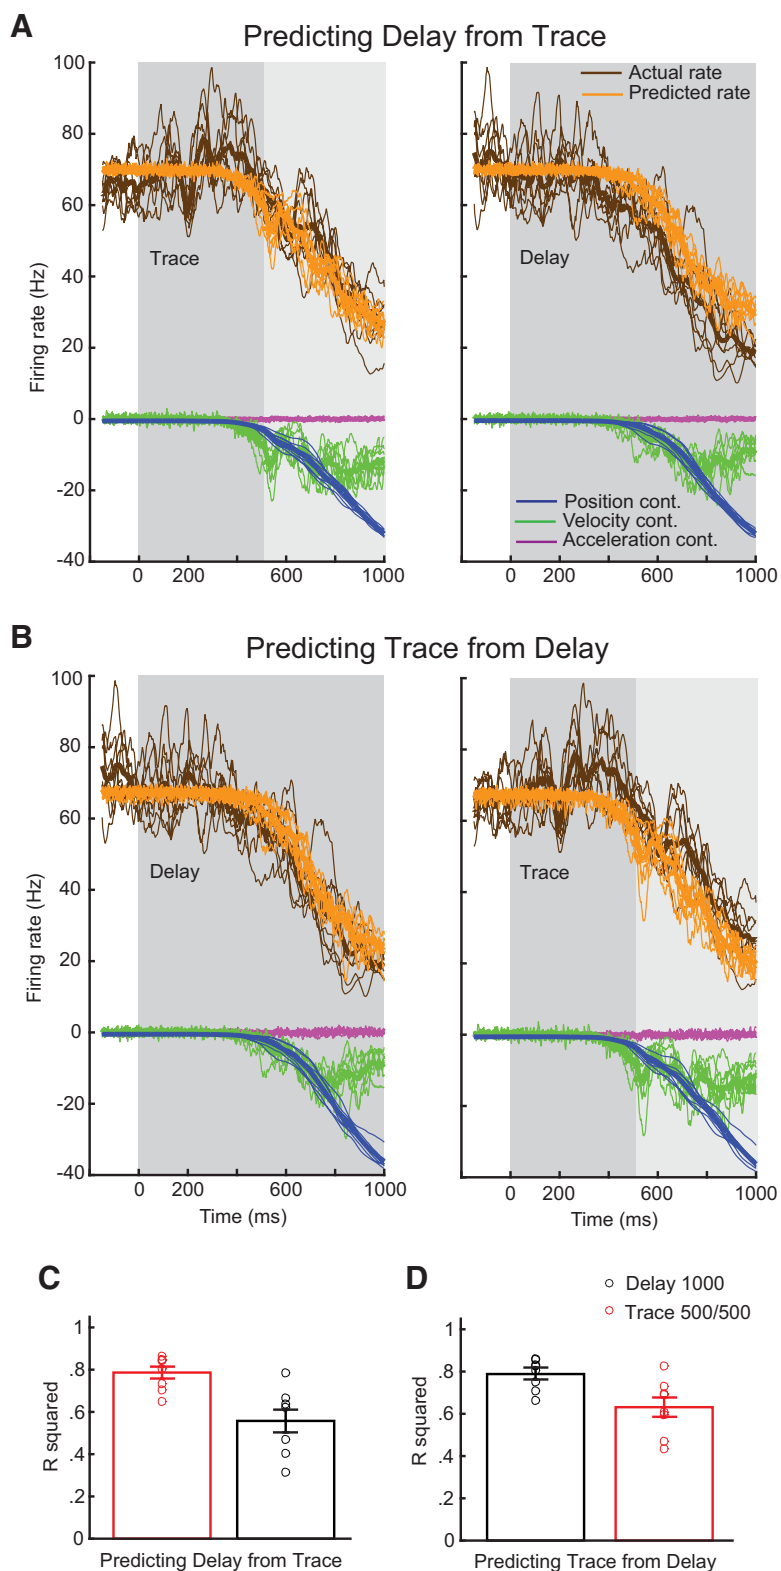 A
Predicting Delay from Trace
100
80
60
40
20
0
-20
-40
Firing rate (Hz)
Trace
0 200 600 1000
Actual rate
Predicted rate
Delay
Position cont.
Velocity cont.
Acceleration cont.
0 200 600 1000
B
Predicting Trace from Delay
100
80
60
40
20
0
-20
-40
Firing rate (Hz)
Delay
0 200 600 1000
Time (ms)
Trace
0 200 600 1000
Time (ms)
C
1
.8
.6
.4
.2
0
R squared
Predicting Delay from Trace
D
Delay 1000
Trace 500/500
1
.8
.6
.4
.2
0
R squared
Predicting Trace from Delay